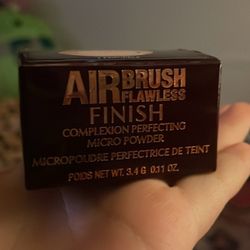 AIRBRUSH
FLAWLESS
FINISH
COMPLEXION PERFECTING
MICRO POWDER
MICROPOUDRE PERFECTRICE DE TEINT
POIDS NET WT. 3.4 G 0.11 OZ.